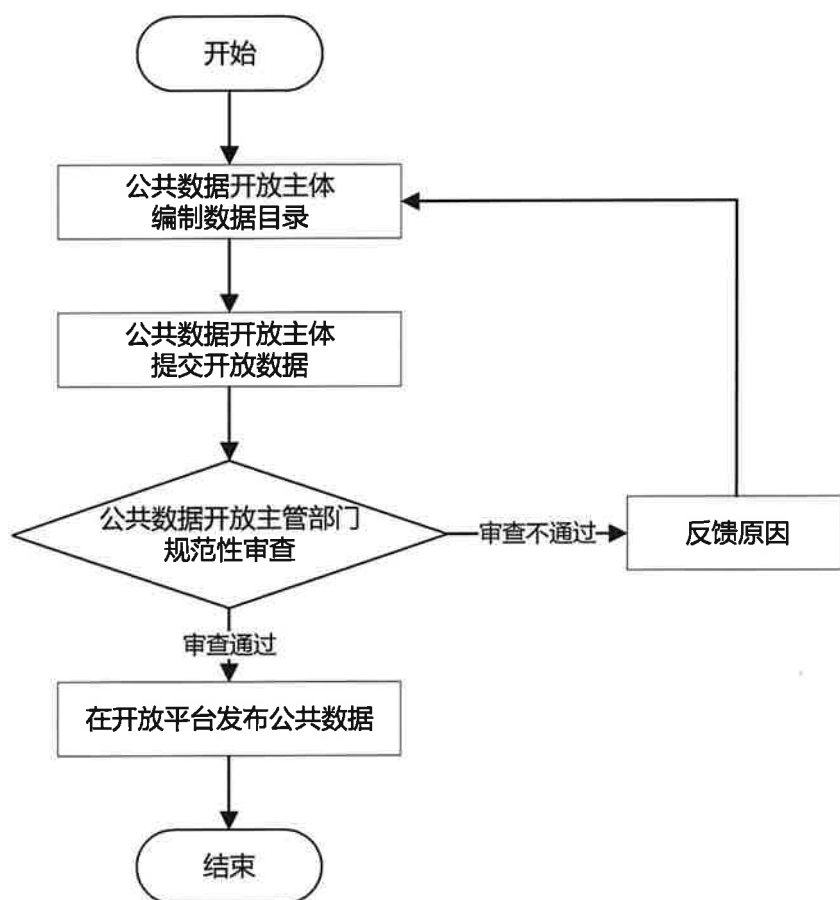 开始
公共数据开放主体
编制数据目录
公共数据开放主体
提交开放数据
公共数据开放主管部门
规范性审查
审查不通过
反馈原因
审查通过
在开放平台发布公共数据
结束